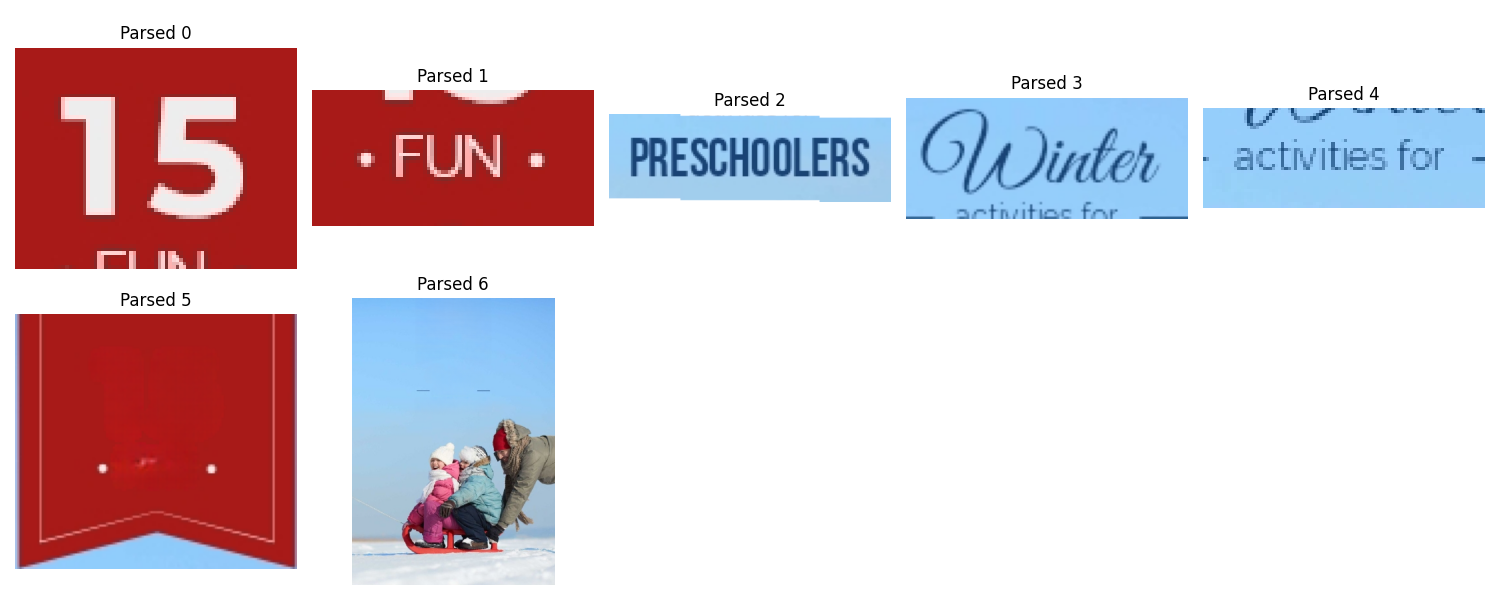 Parsed 0
15
FUN
Parsed 1
• FUN •
Parsed 2
PRESCHOOLERS
Parsed 3
Winter
activities for
Parsed 4
Winter
activities for
Parsed 5
Parsed 6